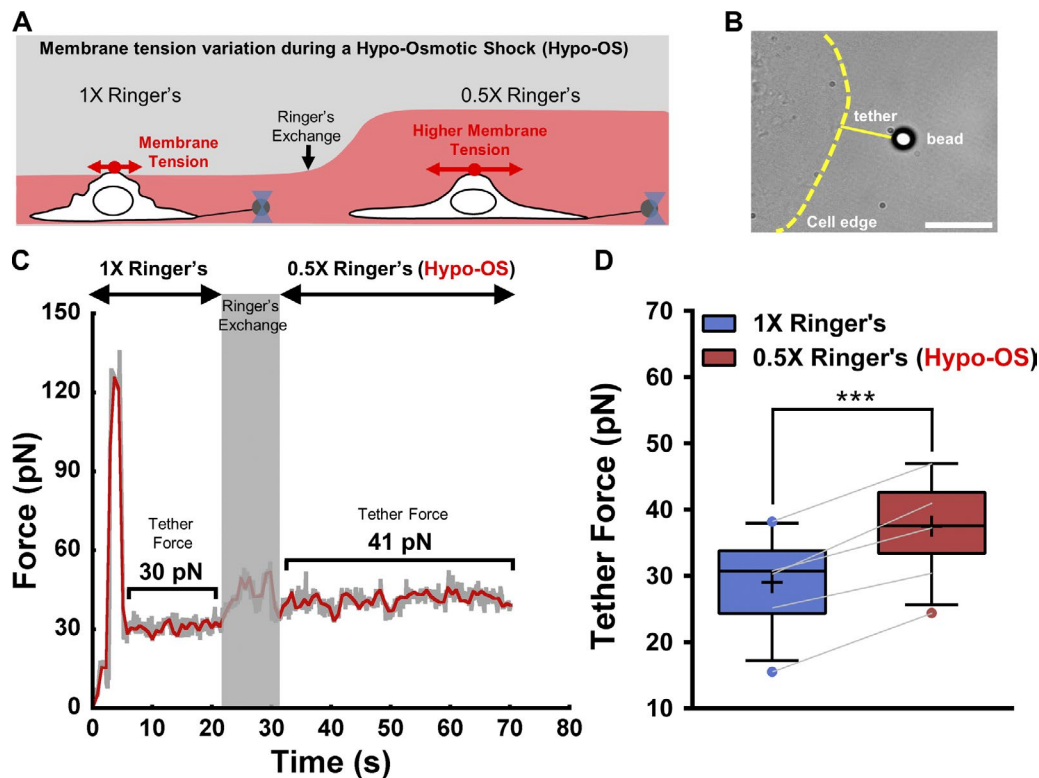 A
Membrane tension variation during a Hypo-Osmotic Shock (Hypo-OS)
1X Ringer's
0.5X Ringer's
Ringer's
Exchange
Membrane
Tension
Higher Membrane
Tension
B
tether
bead
Cell edge
C
1X Ringer's
0.5X Ringer's (Hypo-OS)
Ringer's
Exchange
Tether
Force
30 pN
Tether Force
41 pN
150
120
90
60
30
0
Force (pN)
0 10 20 30 40 50 60 70 80
Time (s)
D
1X Ringer's
0.5X Ringer's (Hypo-OS)
***
70
60
50
40
30
20
10
Tether Force (pN)